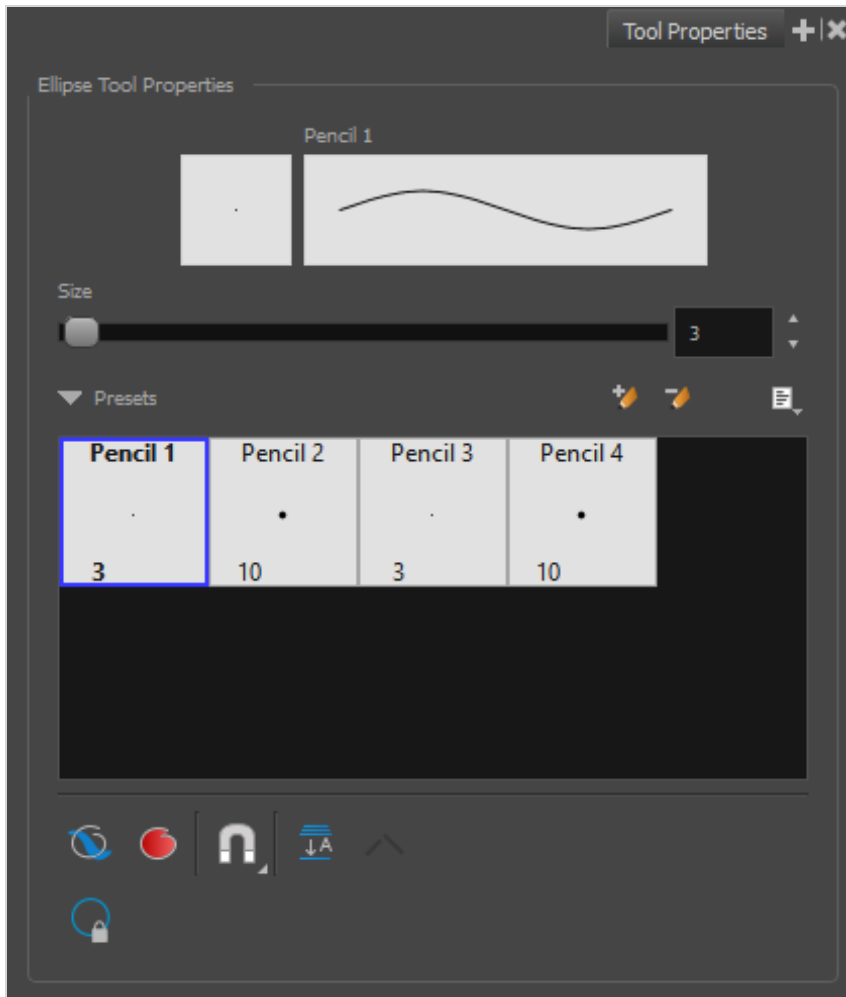 Tool Properties
Ellipse Tool Properties
Pencil 1
Size
3
Presets
Pencil 1 Pencil 2 Pencil 3 Pencil 4
3 10 3 10
A